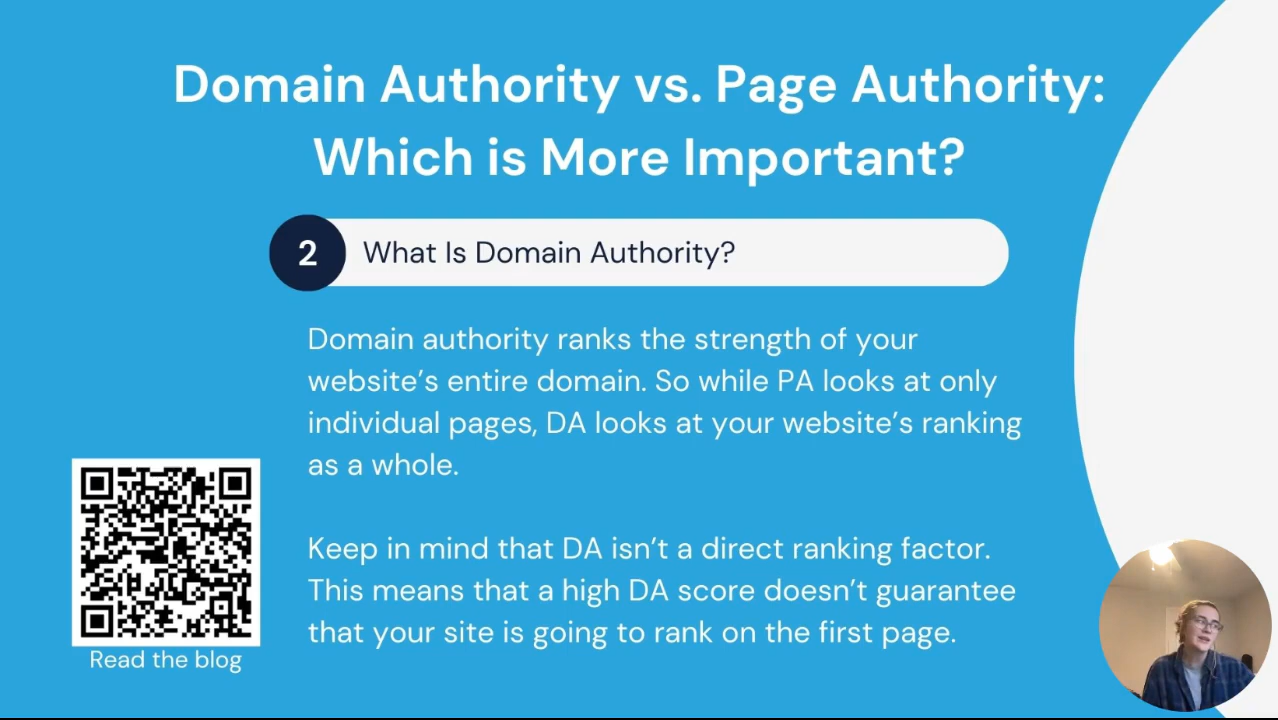 Domain Authority vs. Page Authority:
Which is More Important?
2 What Is Domain Authority?
Domain authority ranks the strength of your
website’s entire domain. So while PA looks at only
individual pages, DA looks at your website’s ranking
as a whole.
Keep in mind that DA isn’t a direct ranking factor.
This means that a high DA score doesn’t guarantee
that your site is going to rank on the first page.
Read the blog